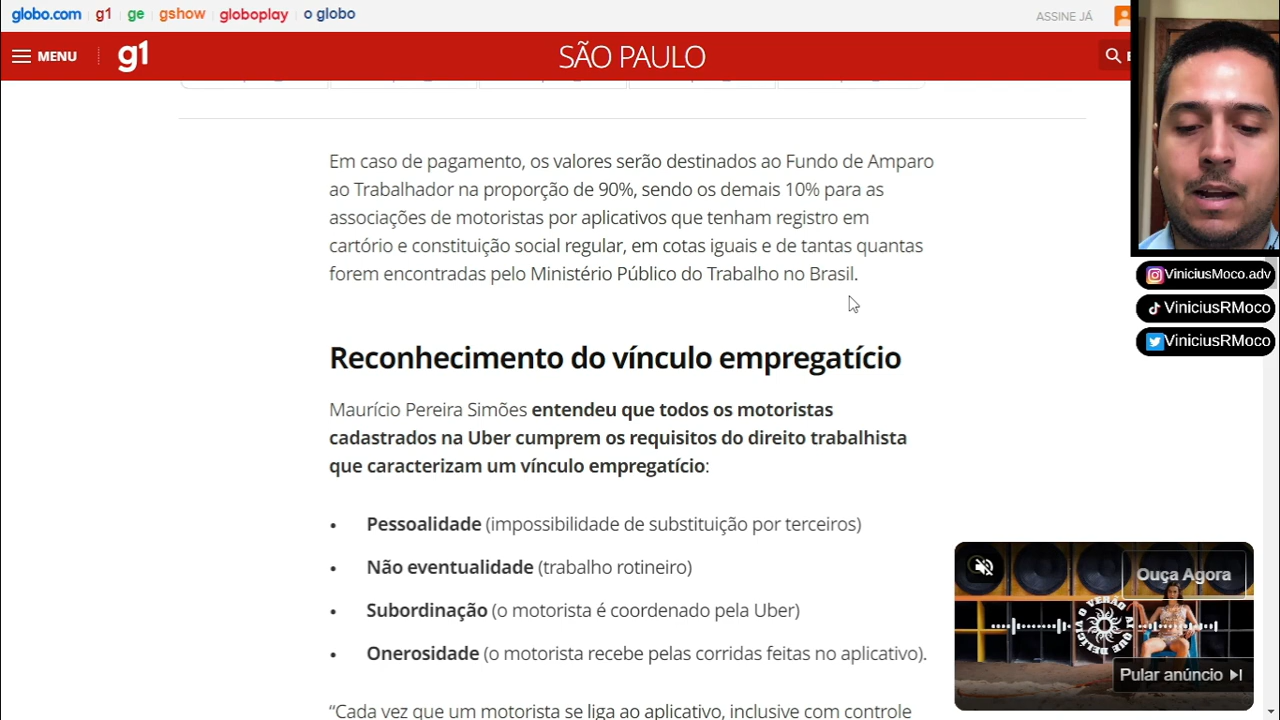 globo.com g1 ge gshow globoplay o globo
ASSINE JÁ
MENU
g1
SÃO PAULO
Em caso de pagamento, os valores serão destinados ao Fundo de Amparo
ao Trabalhador na proporção de 90%, sendo os demais 10% para as
associações de motoristas por aplicativos que tenham registro em
cartório e constituição social regular, em cotas iguais e de tantas quantas
forem encontradas pelo Ministério Público do Trabalho no Brasil.
Reconhecimento do vínculo empregatício
Maurício Pereira Simões entendeu que todos os motoristas
cadastrados na Uber cumprem os requisitos do direito trabalhista
que caracterizam um vínculo empregatício:
• Pessoalidade (impossibilidade de substituição por terceiros)
• Não eventualidade (trabalho rotineiro)
• Subordinação (o motorista é coordenado pela Uber)
• Onerosidade (o motorista recebe pelas corridas feitas no aplicativo).
“Cada vez que um motorista se liga ao aplicativo, inclusive com controle
ViniciusMoco.adv
ViniciusRMoco
ViniciusRMoco
Ouça Agora
O VERÃO AI QUE DELÍCIA
Pular anúncio